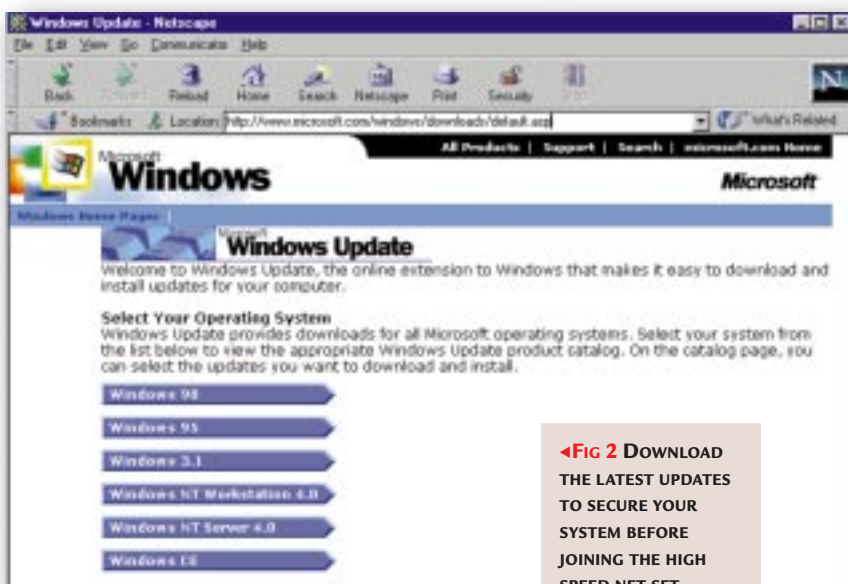 Windows Update - Netscape
File Edit View Go Communicator Help
Back Reload Home Search Netscape Print Security
Bookmarks Location: http://www.microsoft.com/windows/downloads/default.asp What's Related
N
All Products | Support | Search | microsoft.com Home
Microsoft
Windows
Microsoft
Windows Home Pages |
Microsoft
Windows Update
Welcome to Windows Update, the online extension to Windows that makes it easy to download and
install updates for your computer.
Select Your Operating System
Windows Update provides downloads for all Microsoft operating systems. Select your system from
the list below to view the appropriate Windows Update product catalog. On the catalog page, you
can select the updates you want to download and install.
Windows 98
Windows 95
Windows 3.1
Windows NT Workstation 4.0
Windows NT Server 4.0
Windows CE
◄FIG 2 DOWNLOAD
THE LATEST UPDATES
TO SECURE YOUR
SYSTEM BEFORE
JOINING THE HIGH
SPEED NET SET